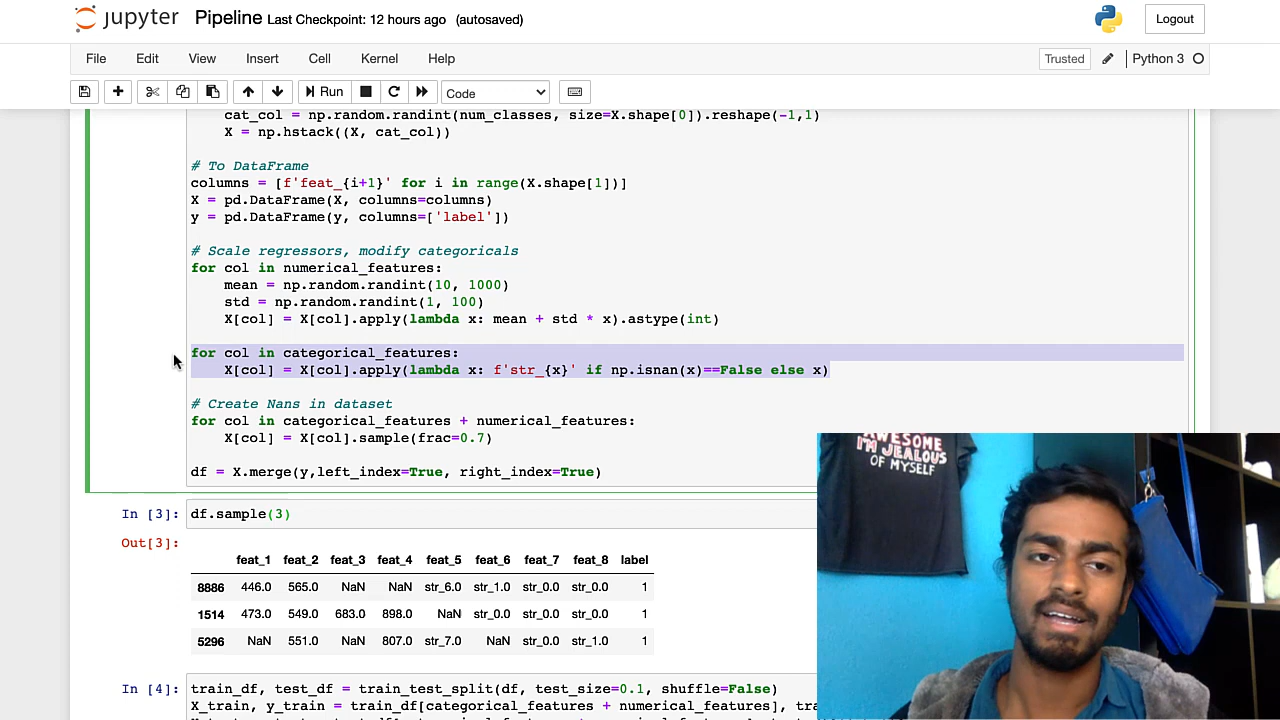 jupyter Pipeline Last Checkpoint: 12 hours ago (autosaved) Logout
File Edit View Insert Cell Kernel Help Trusted Python 3
Run Code
cat_col = np.random.randint(num_classes, size=X.shape[0]).reshape(-1,1)
X = np.hstack((X, cat_col))
# To DataFrame
columns = [f'feat_{i+1}' for i in range(X.shape[1])]
X = pd.DataFrame(X, columns=columns)
y = pd.DataFrame(y, columns=['label'])
# Scale regressors, modify categoricals
for col in numerical_features:
mean = np.random.randint(10, 1000)
std = np.random.randint(1, 100)
X[col] = X[col].apply(lambda x: mean + std * x).astype(int)
for col in categorical_features:
X[col] = X[col].apply(lambda x: f'str_{x}' if np.isnan(x)==False else x)
# Create Nans in dataset
for col in categorical_features + numerical_features:
X[col] = X[col].sample(frac=0.7)
df = X.merge(y,left_index=True, right_index=True)
In [3]: df.sample(3)
Out[3]:
feat_1 feat_2 feat_3 feat_4 feat_5 feat_6 feat_7 feat_8 label
8886 446.0 565.0 NaN NaN str_6.0 str_1.0 str_0.0 str_0.0 1
1514 473.0 549.0 683.0 898.0 NaN str_0.0 str_0.0 str_0.0 1
5296 NaN 551.0 NaN 807.0 str_7.0 NaN str_0.0 str_1.0 1
In [4]: train_df, test_df = train_test_split(df, test_size=0.1, shuffle=False)
X_train, y_train = train_df[categorical_features + numerical_features], tra
AWESOME
I'M JEALOUS
OF MYSELF